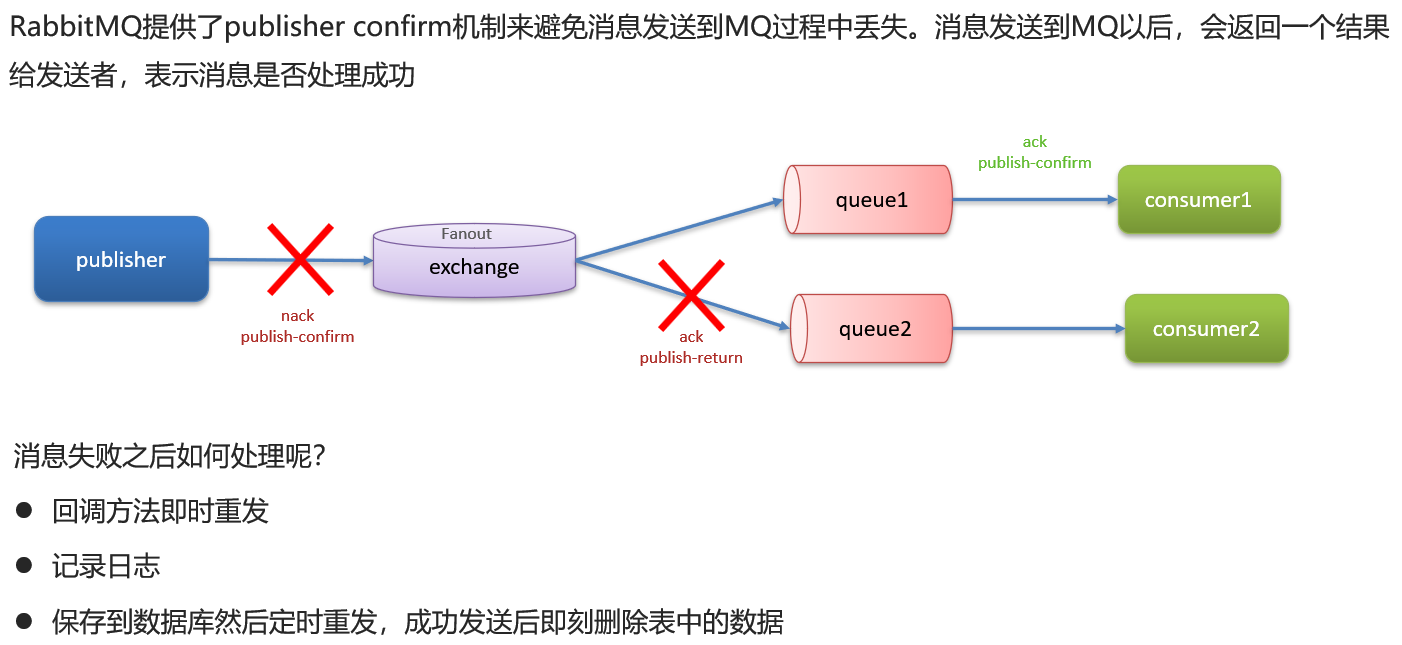 RabbitMQ提供了publisher confirm机制来避免消息发送到MQ过程中丢失。消息发送到MQ以后，会返回一个结果
给发送者，表示消息是否处理成功
ack
publish-confirm
queue1
consumer1
publisher
Fanout
exchange
nack
publish-confirm
ack
publish-return
queue2
consumer2
消息失败之后如何处理呢？
● 回调方法即时重发
● 记录日志
● 保存到数据库然后定时重发，成功发送后即刻删除表中的数据